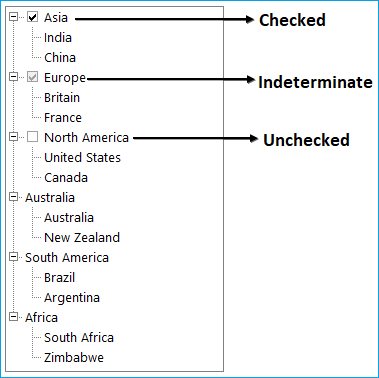 Asia Checked
India
China
Europe Indeterminate
Britain
France
North America Unchecked
United States
Canada
Australia
Australia
New Zealand
South America
Brazil
Argentina
Africa
South Africa
Zimbabwe